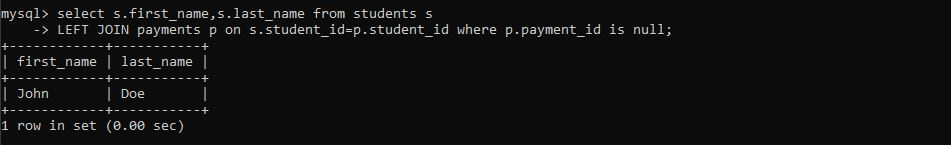 mysql> select s.first_name,s.last_name from students s
    -> LEFT JOIN payments p on s.student_id=p.student_id where p.payment_id is null;
+------------+-----------+
| first_name | last_name |
+------------+-----------+
| John       | Doe       |
+------------+-----------+
1 row in set (0.00 sec)